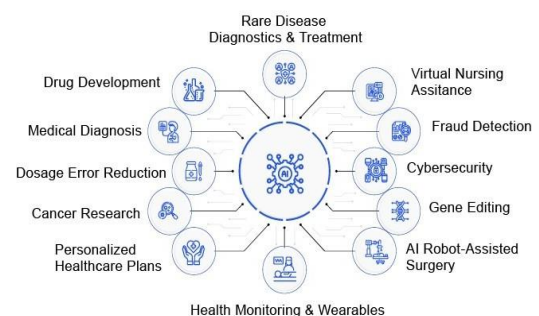 Rare Disease
Diagnostics & Treatment
Drug Development
Virtual Nursing
Assitance
Medical Diagnosis
Fraud Detection
Dosage Error Reduction
AI
Cybersecurity
Cancer Research
Gene Editing
Personalized
Healthcare Plans
AI Robot-Assisted
Surgery
Health Monitoring & Wearables